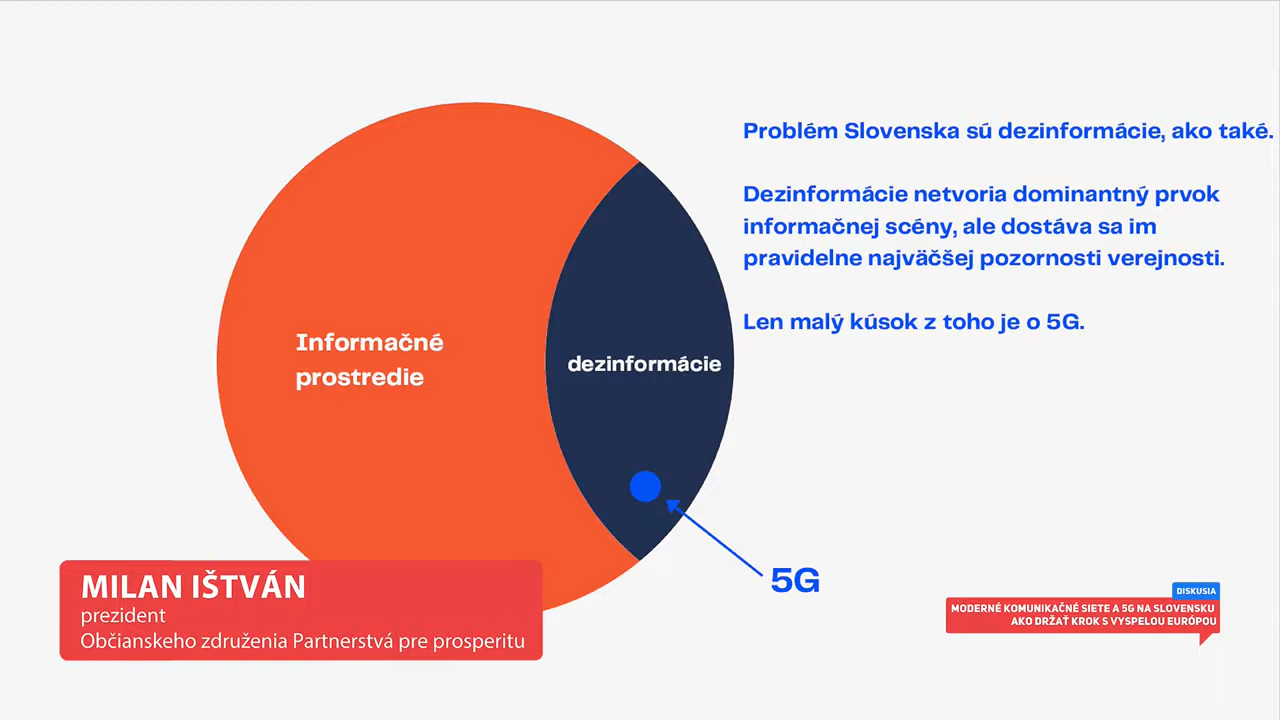 Problém Slovenska sú dezinformácie, ako také.
Dezinformácie netvoria dominantný prvok
informačnej scény, ale dostáva sa im
pravidelne najväčšej pozornosti verejnosti.
Len malý kúsok z toho je o 5G.
Informačné
prostredie
dezinformácie
5G
MILAN IŠTVÁN
prezident
Občianskeho združenia Partnerstvá pre prosperitu
DISKUSIA
MODERNÉ KOMUNIKAČNÉ SIETE A 5G NA SLOVENSKU
AKO DRŽAŤ KROK S VYSPELOU EURÓPOU